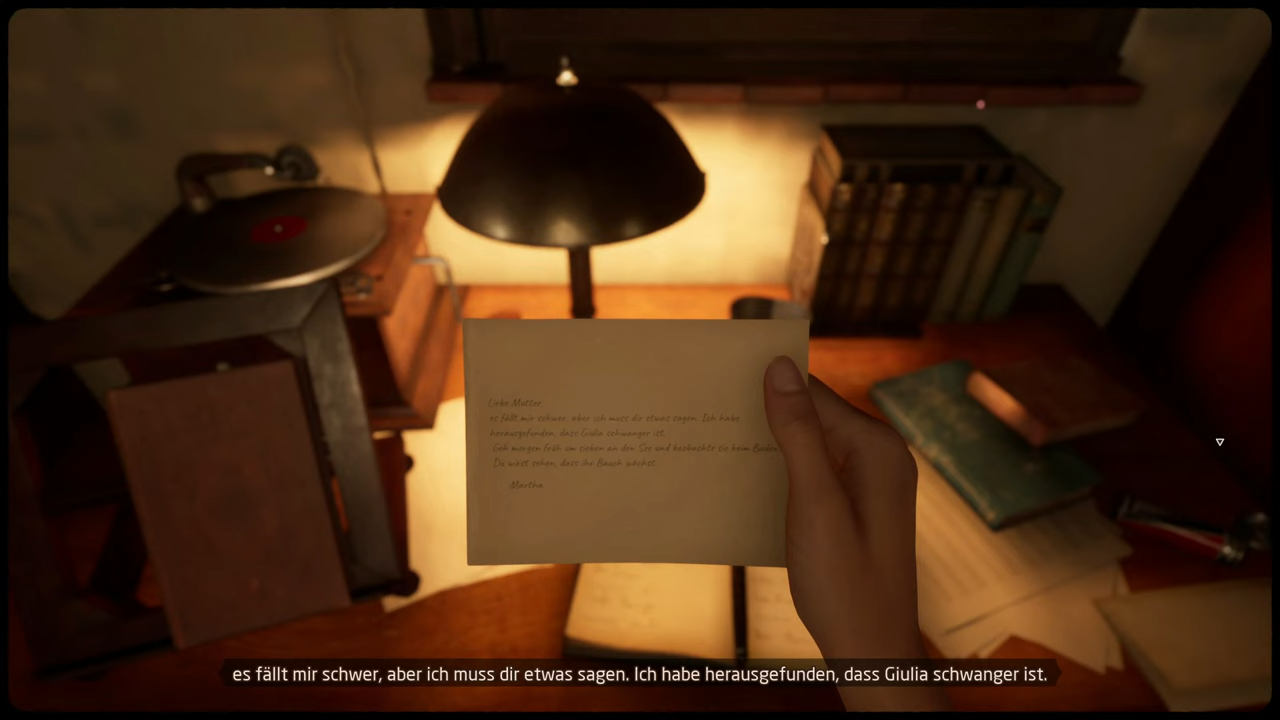 Liebe Mutter,
es fällt mir schwer, aber ich muss dir etwas sagen. Ich habe
herausgefunden, dass Giulia schwanger ist.
Geh morgen früh um sieben an den See und beobachte sie beim Baden.
Du wirst sehen, dass ihr Bauch wächst.
Martha
es fällt mir schwer, aber ich muss dir etwas sagen. Ich habe herausgefunden, dass Giulia schwanger ist.